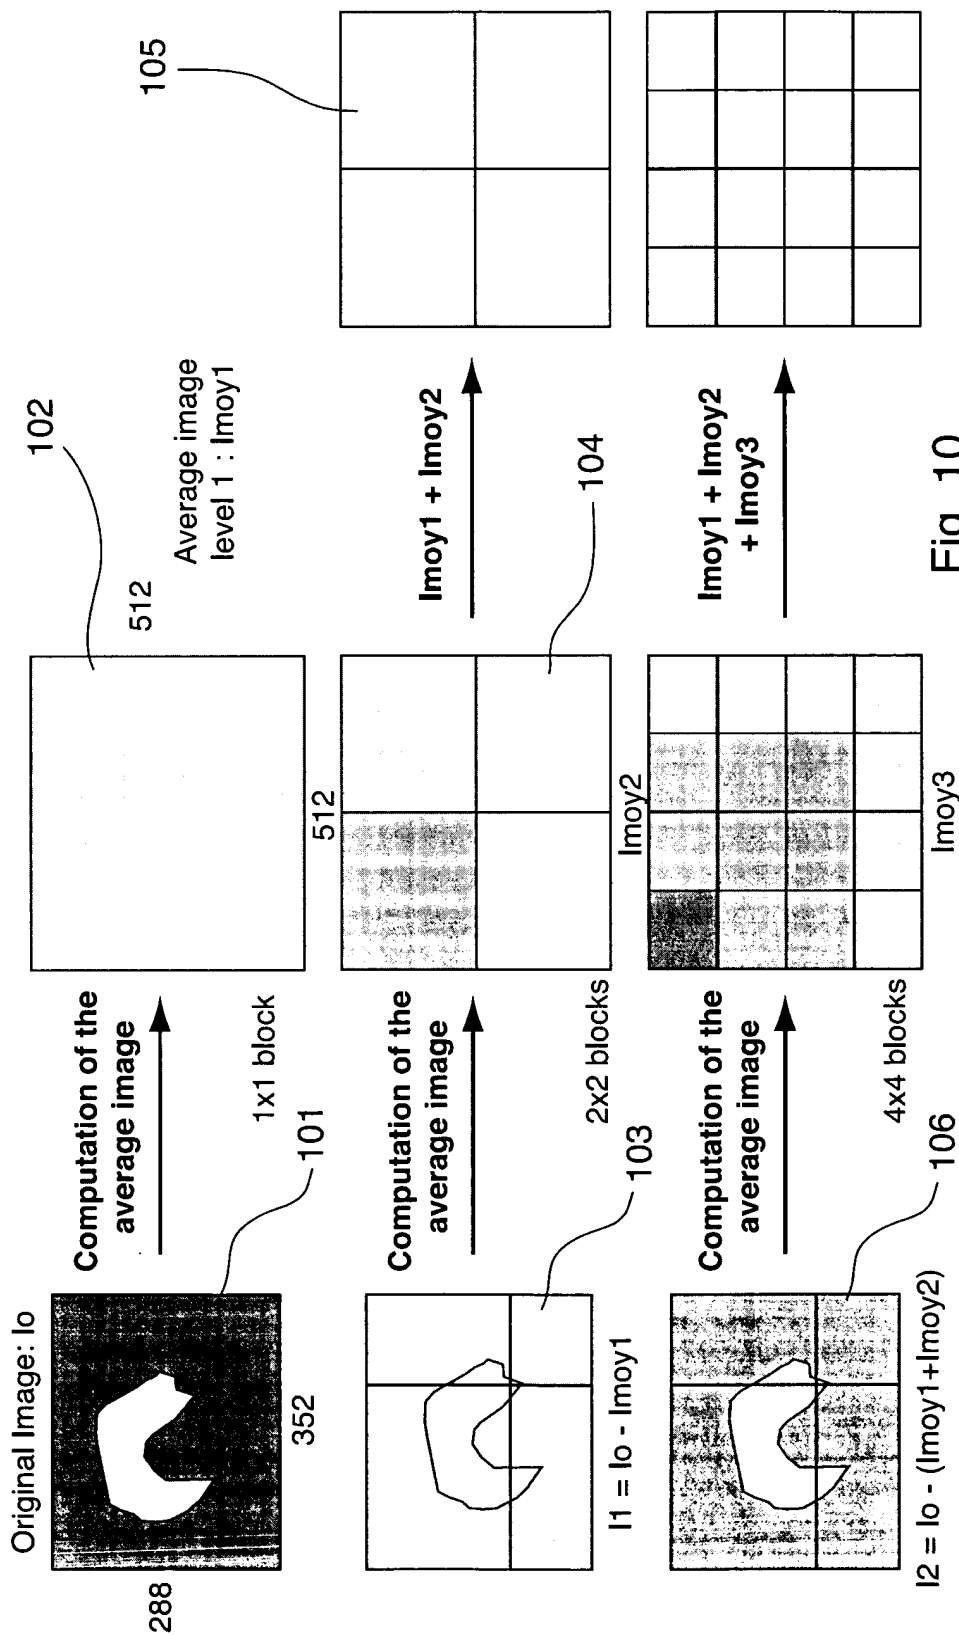 Original Image: Io
288
352
101
Computation of the
average image
1x1 block
102
512
Average image
level 1 : Imoy1
I1 = Io - Imoy1
103
Computation of the
average image
2x2 blocks
512
Imoy2
104
Imoy1 + Imoy2
105
I2 = Io - (Imoy1+Imoy2)
106
Computation of the
average image
4x4 blocks
Imoy3
Imoy1 + Imoy2
+ Imoy3
Fig. 10